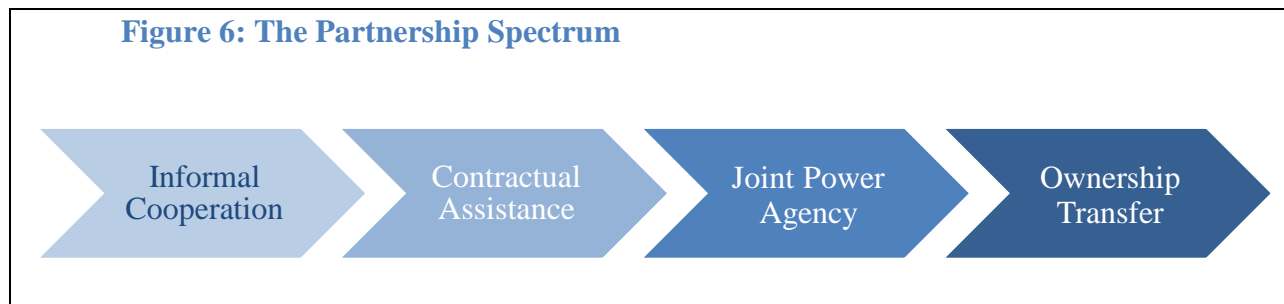 Figure 6: The Partnership Spectrum
Informal
Cooperation
Contractual
Assistance
Joint Power
Agency
Ownership
Transfer